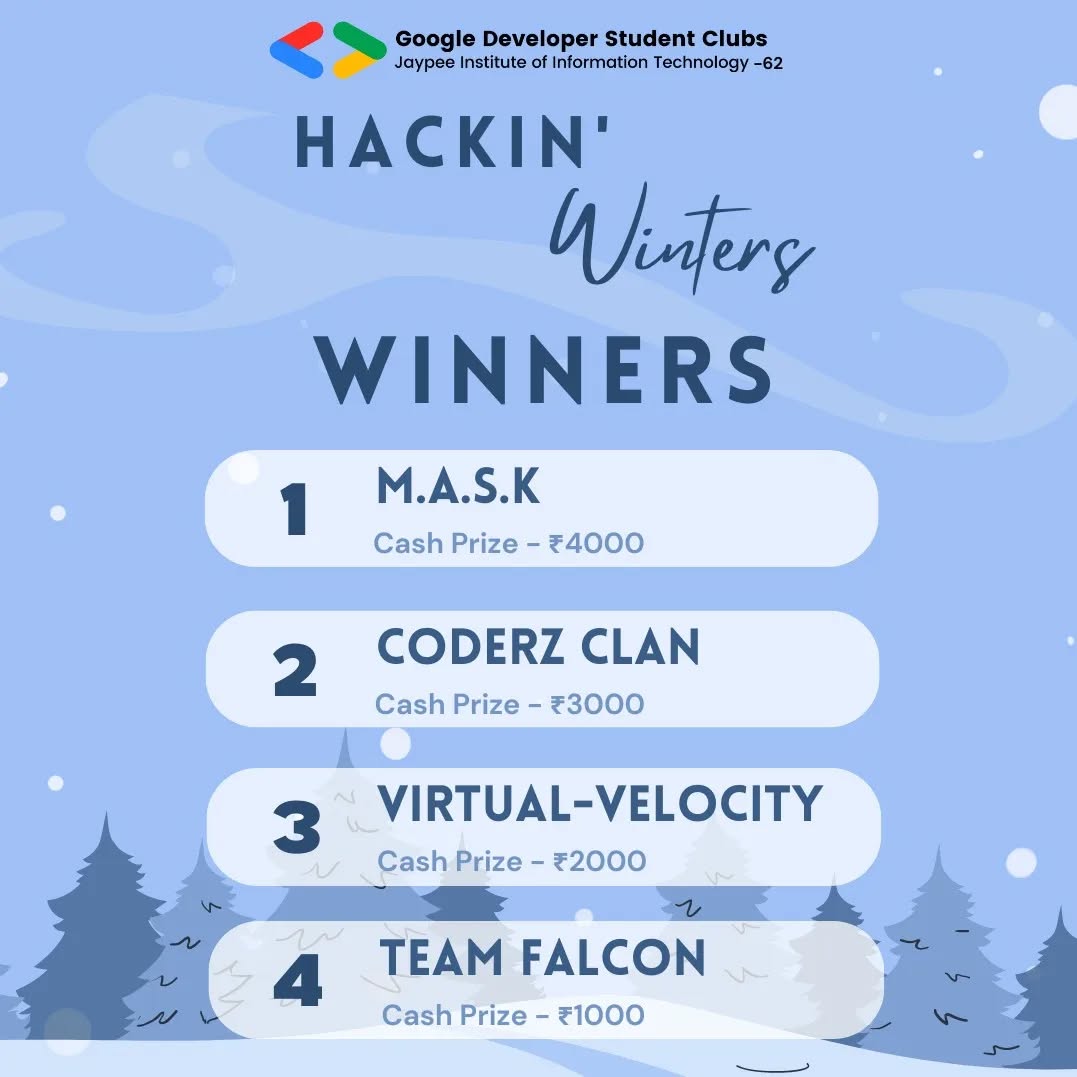 Google Developer Student Clubs
Jaypee Institute of Information Technology -62
HACKIN'
Winters
WINNERS
1
M.A.S.K
Cash Prize - ₹4000
2
CODERZ CLAN
Cash Prize - ₹3000
3
VIRTUAL-VELOCITY
Cash Prize - ₹2000
4
TEAM FALCON
Cash Prize - ₹1000